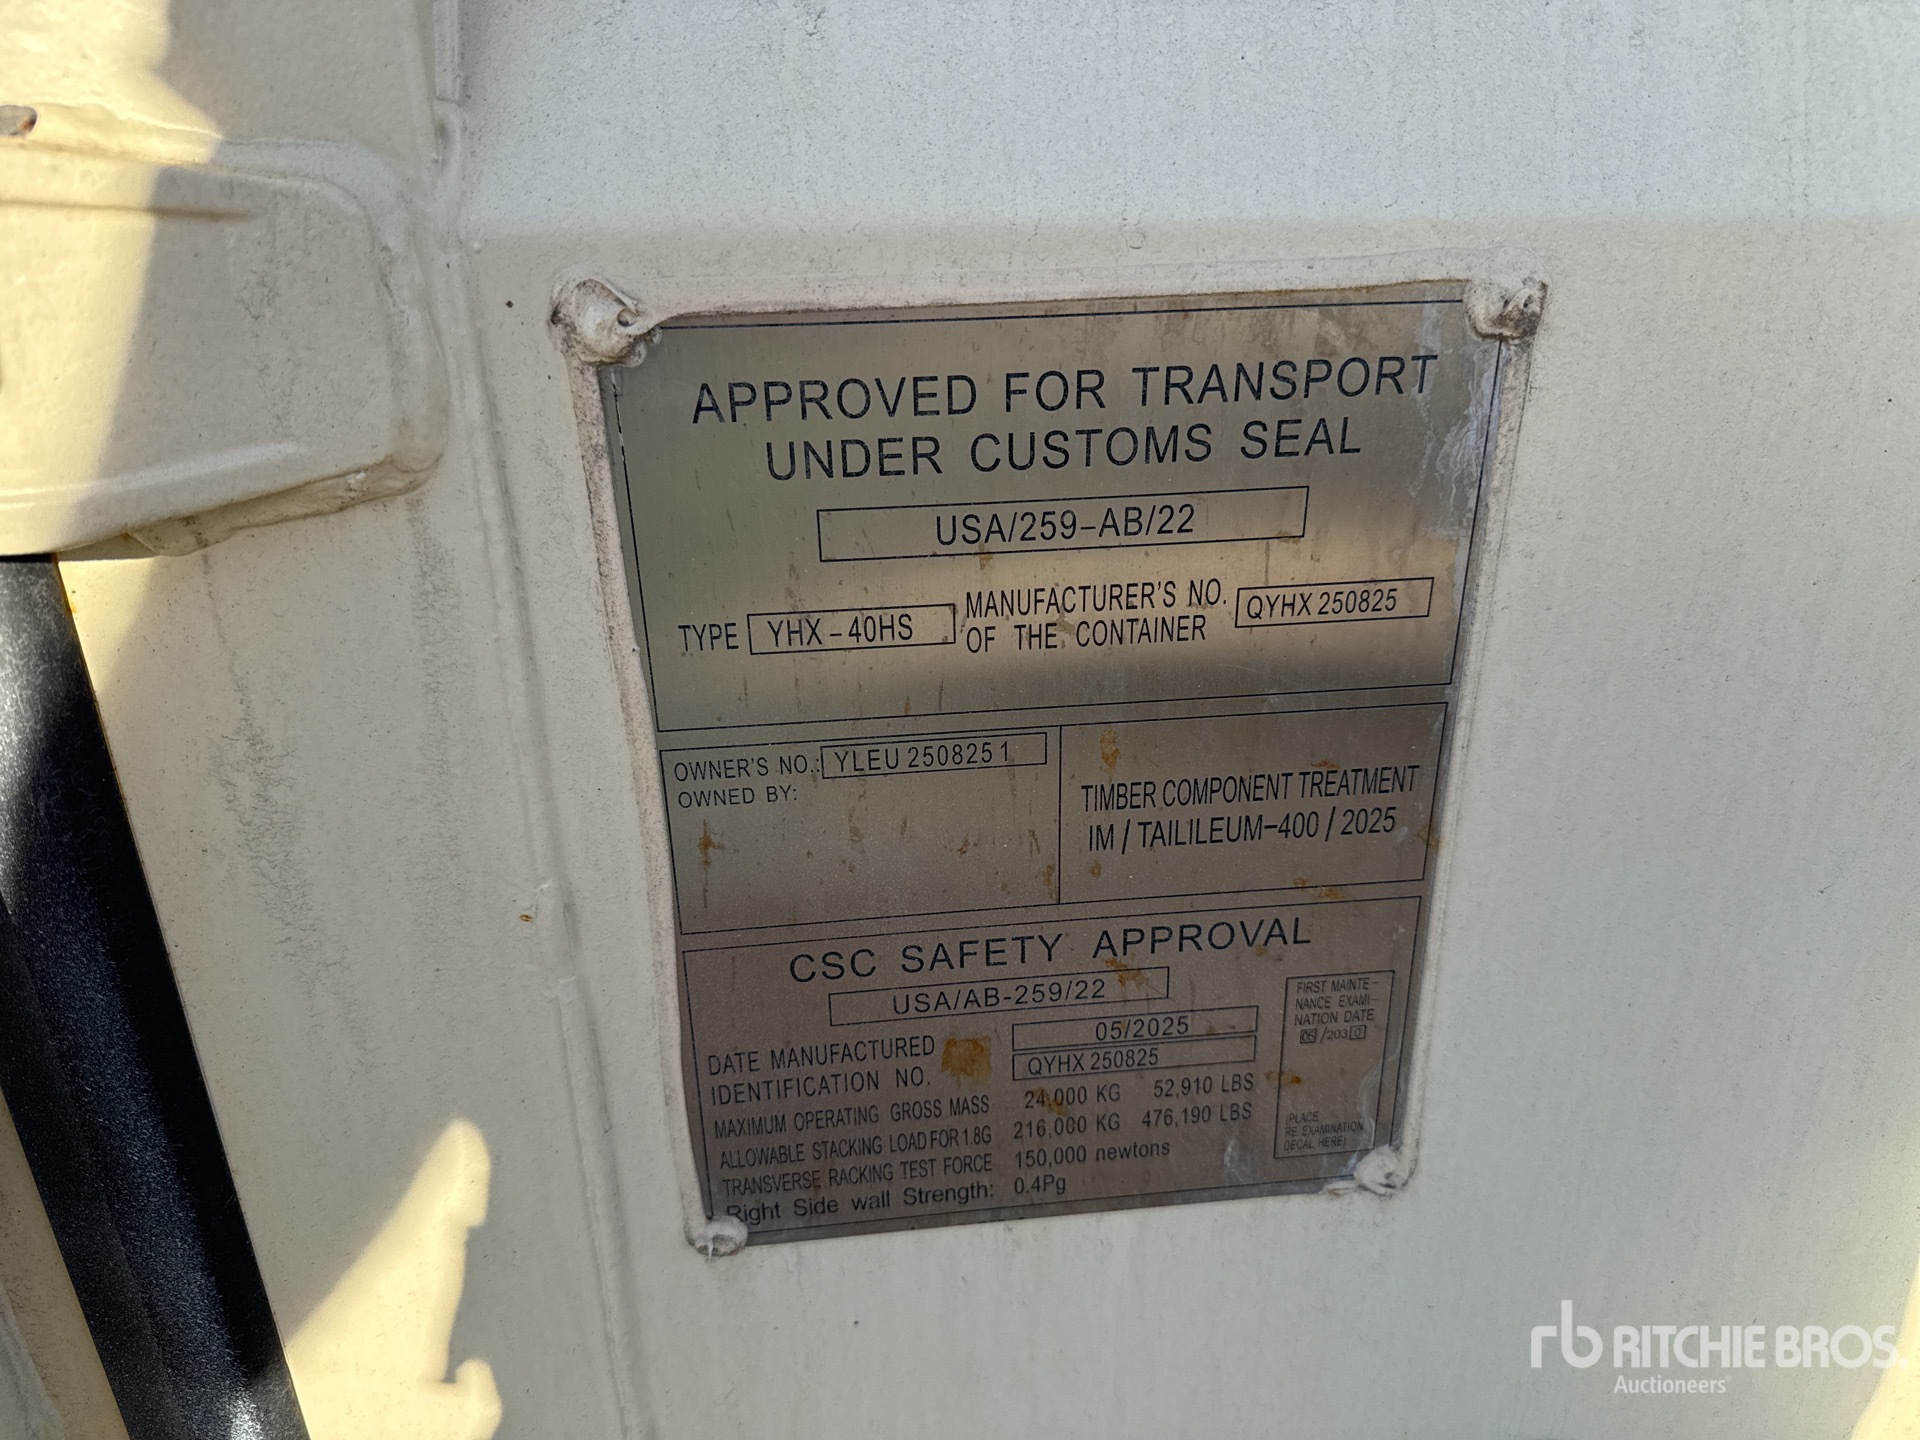 APPROVED FOR TRANSPORT
UNDER CUSTOMS SEAL
USA/259-AB/22
TYPE YHX-40HS MANUFACTURER'S NO. OF THE CONTAINER QYHX 250825
OWNER'S NO.: YLEU 250825 1
OWNED BY:
TIMBER COMPONENT TREATMENT
IM / TAILILEUM-400 / 2025
CSC SAFETY APPROVAL
USA/AB-259/22
DATE MANUFACTURED 05/2025
IDENTIFICATION NO. QYHX 250825
MAXIMUM OPERATING GROSS MASS 24,000 KG 52,910 LBS
ALLOWABLE STACKING LOAD FOR 1.8G 216,000 KG 476,190 LBS
TRANSVERSE RACKING TEST FORCE 150,000 newtons
Right Side wall Strength: 0.4Pg
FIRST MAINTE-
NANCE EXAMI-
NATION DATE
05 /2030
(PLACE
RE EXAMINATION
DECAL HERE)
rb RITCHIE BROS.
Auctioneers